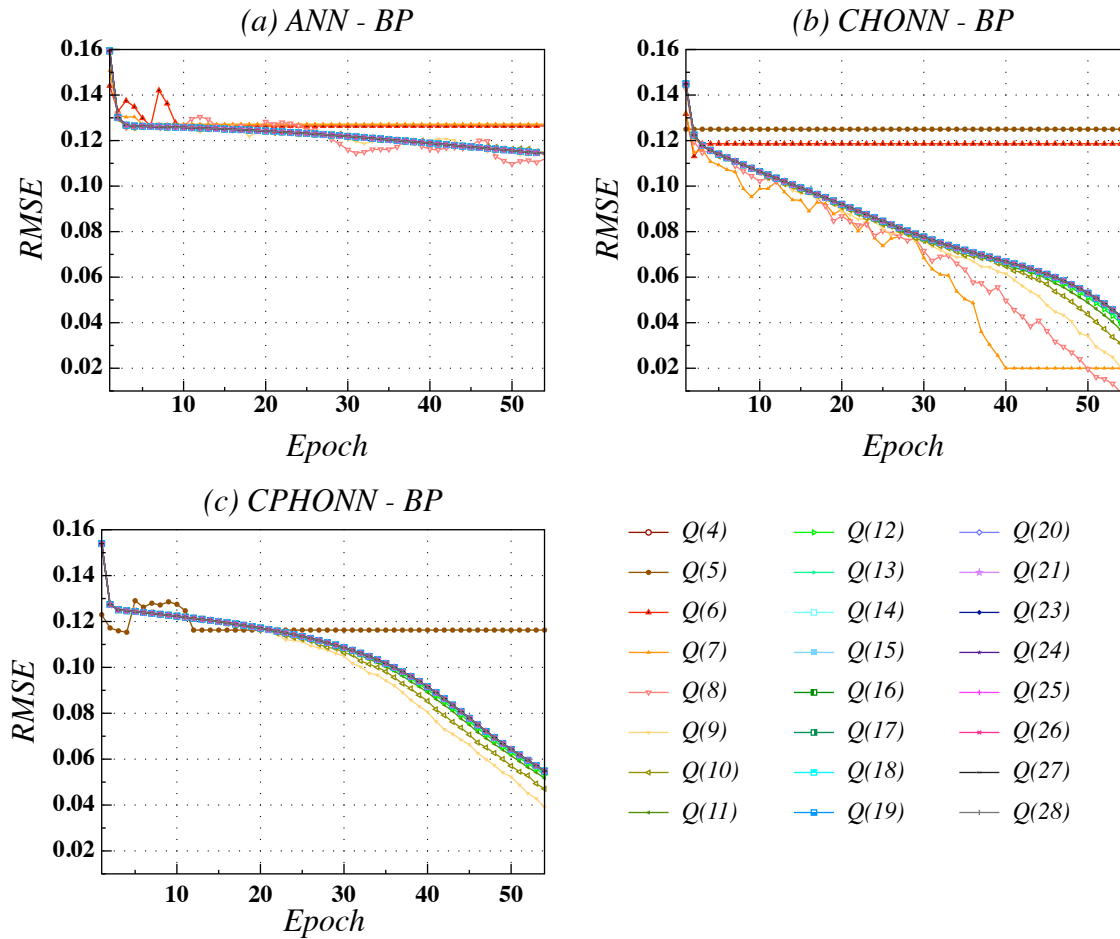 (a) ANN - BP
(b) CHONN - BP
0.16
0.14
0.12
0.10
0.08
0.06
0.04
0.02
RMSE
10
20
30
40
50
Epoch
0.16
0.14
0.12
0.10
0.08
0.06
0.04
0.02
RMSE
10
20
30
40
50
Epoch
(c) CPHONN - BP
0.16
0.14
0.12
0.10
0.08
0.06
0.04
0.02
RMSE
10
20
30
40
50
Epoch
Q(4)
Q(5)
Q(6)
Q(7)
Q(8)
Q(9)
Q(10)
Q(11)
Q(12)
Q(13)
Q(14)
Q(15)
Q(16)
Q(17)
Q(18)
Q(19)
Q(20)
Q(21)
Q(23)
Q(24)
Q(25)
Q(26)
Q(27)
Q(28)